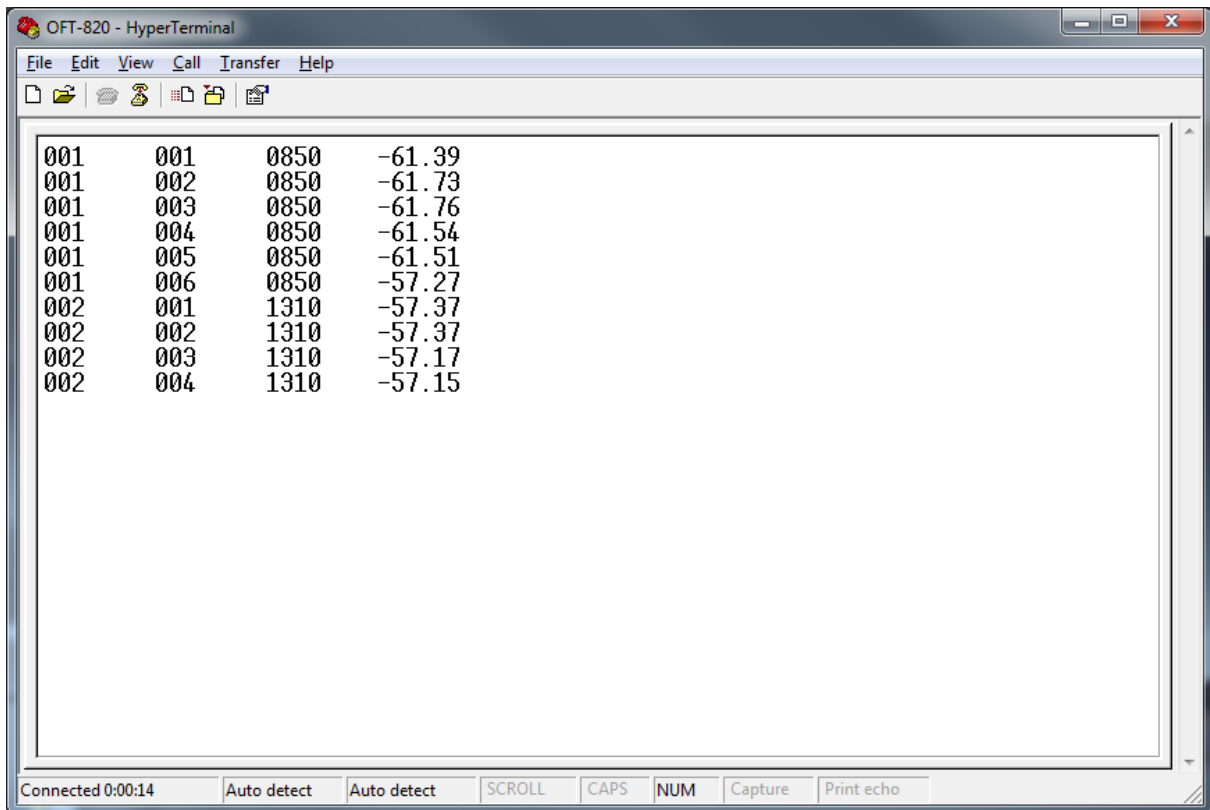 OFT-820 - HyperTerminal
File Edit View Call Transfer Help
001 001 0850 -61.39
001 002 0850 -61.73
001 003 0850 -61.76
001 004 0850 -61.54
001 005 0850 -61.51
001 006 0850 -57.27
002 001 1310 -57.37
002 002 1310 -57.37
002 003 1310 -57.17
002 004 1310 -57.15
Connected 0:00:14 Auto detect Auto detect SCROLL CAPS NUM Capture Print echo